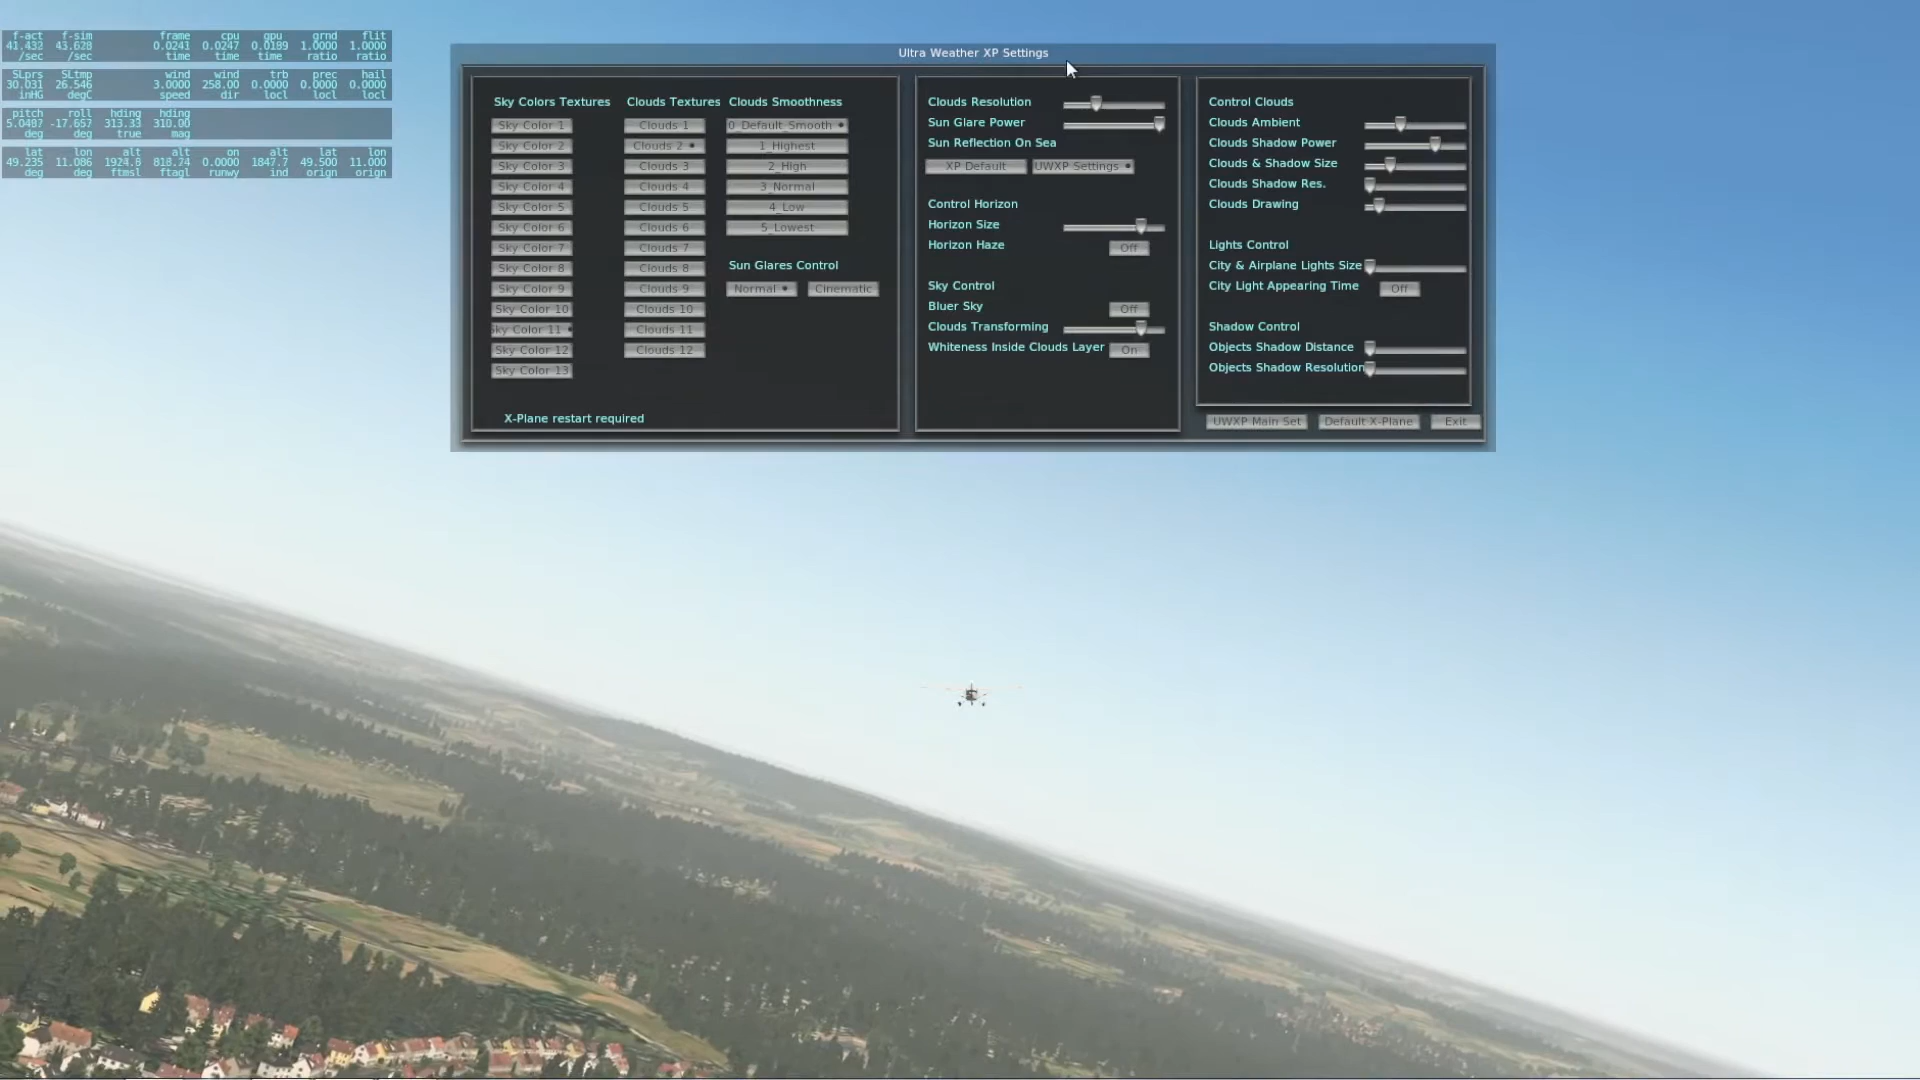 f-act f-sim frame cpu gpu grnd flit
41.432 43.628 0.0241 0.0247 0.0189 1.0000 1.0000
/sec /sec time time time ratio ratio
SLprs SLtmp wind wind trb prec hail
30.031 26.546 3.0000 258.00 0.0000 0.0000 0.0000
inHG degC speed dir locl locl locl
pitch roll hding hding
5.0487 -17.657 313.33 310.00
deg deg true mag
lat lon alt alt on alt lat lon
49.235 11.086 1924.8 818.74 0.0000 1847.7 49.500 11.000
deg deg ftmsl ftagl runwy ind orign orign
Ultra Weather XP Settings
Sky Colors Textures
Sky Color 1
Sky Color 2
Sky Color 3
Sky Color 4
Sky Color 5
Sky Color 6
Sky Color 7
Sky Color 8
Sky Color 9
Sky Color 10
Sky Color 11 •
Sky Color 12
Sky Color 13
Clouds Textures
Clouds 1
Clouds 2 •
Clouds 3
Clouds 4
Clouds 5
Clouds 6
Clouds 7
Clouds 8
Clouds 9
Clouds 10
Clouds 11
Clouds 12
Clouds Smoothness
0_Default_Smooth •
1_Highest
2_High
3_Normal
4_Low
5_Lowest
Sun Glares Control
Normal • Cinematic
X-Plane restart required
Clouds Resolution
Sun Glare Power
Sun Reflection On Sea
XP Default UWXP Settings •
Control Horizon
Horizon Size
Horizon Haze Off
Sky Control
Bluer Sky Off
Clouds Transforming
Whiteness Inside Clouds Layer On
Control Clouds
Clouds Ambient
Clouds Shadow Power
Clouds & Shadow Size
Clouds Shadow Res.
Clouds Drawing
Lights Control
City & Airplane Lights Size
City Light Appearing Time Off
Shadow Control
Objects Shadow Distance
Objects Shadow Resolution
UWXP Main Set Default X-Plane Exit